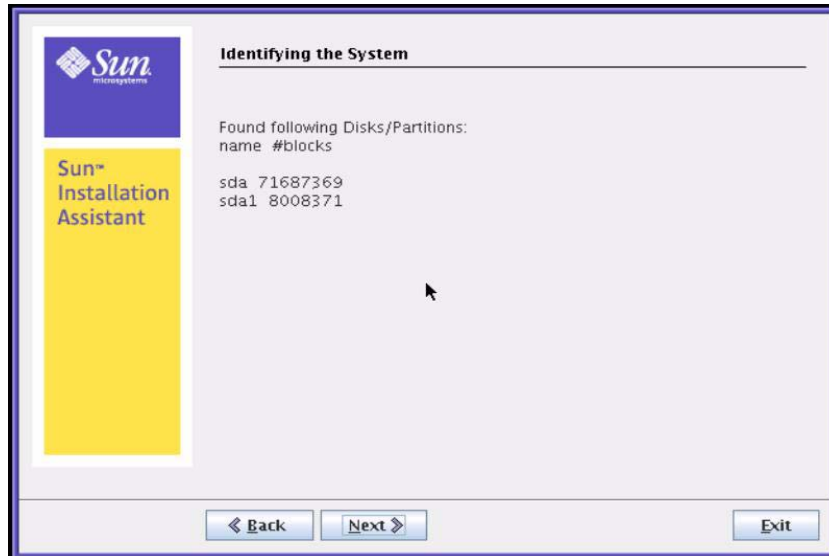 Sun
microsystems
Sun™
Installation
Assistant
Identifying the System
Found following Disks/Partitions:
name #blocks
sda 71687369
sda1 8008371
Back
Next
Exit